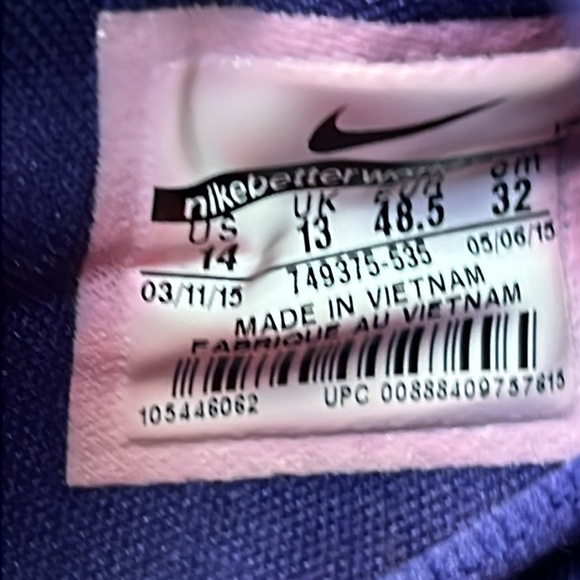 nikebetterworld
US UK EUR cm
14 13 48.5 32
03/11/15 749375-535 05/06/15
MADE IN VIETNAM
FABRIQUE AU VIETNAM
105446062 UPC 00888409757615